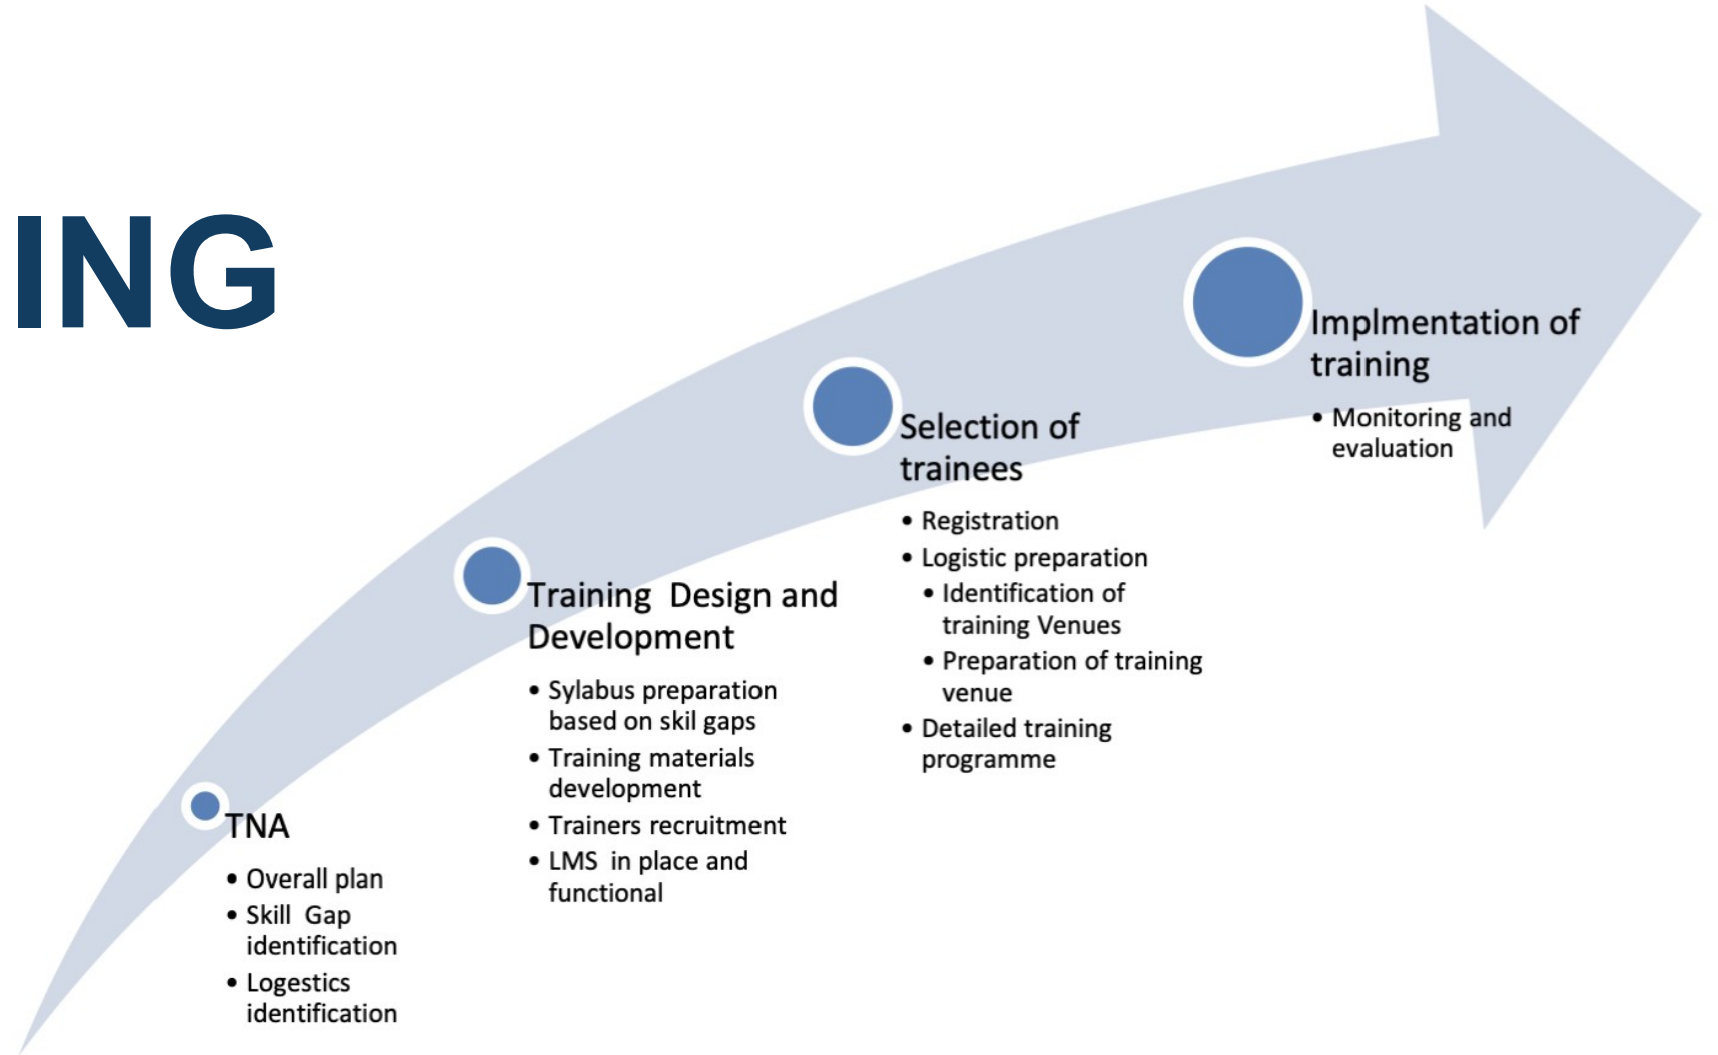 ING
TNA
• Overall plan
• Skill Gap
identification
• Logestics
identification
Training Design and
Development
• Sylabus preparation
based on skil gaps
• Training materials
development
• Trainers recruitment
• LMS in place and
functional
Selection of
trainees
• Registration
• Logistic preparation
• Identification of
training Venues
• Preparation of training
venue
• Detailed training
programme
Implmentation of
training
• Monitoring and
evaluation